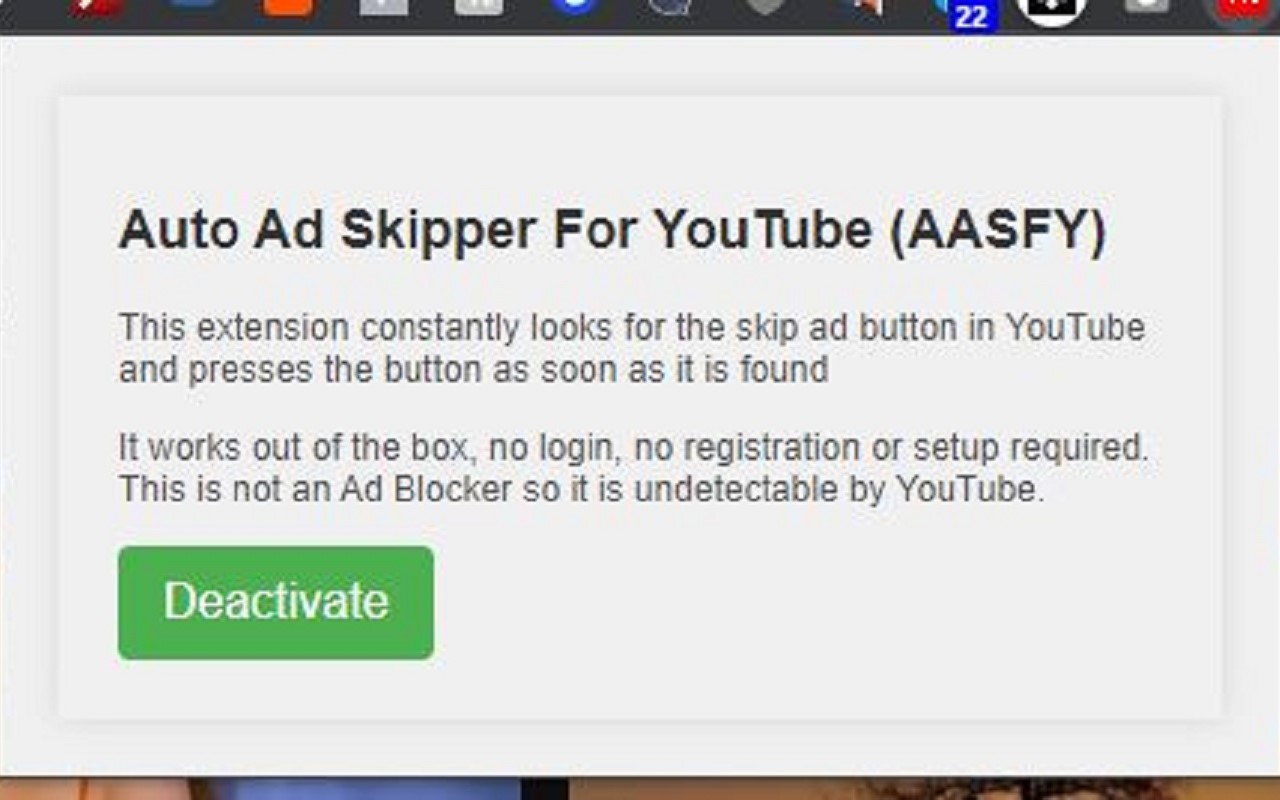 22
Auto Ad Skipper For YouTube (AASFY)
This extension constantly looks for the skip ad button in YouTube
and presses the button as soon as it is found
It works out of the box, no login, no registration or setup required.
This is not an Ad Blocker so it is undetectable by YouTube.
Deactivate